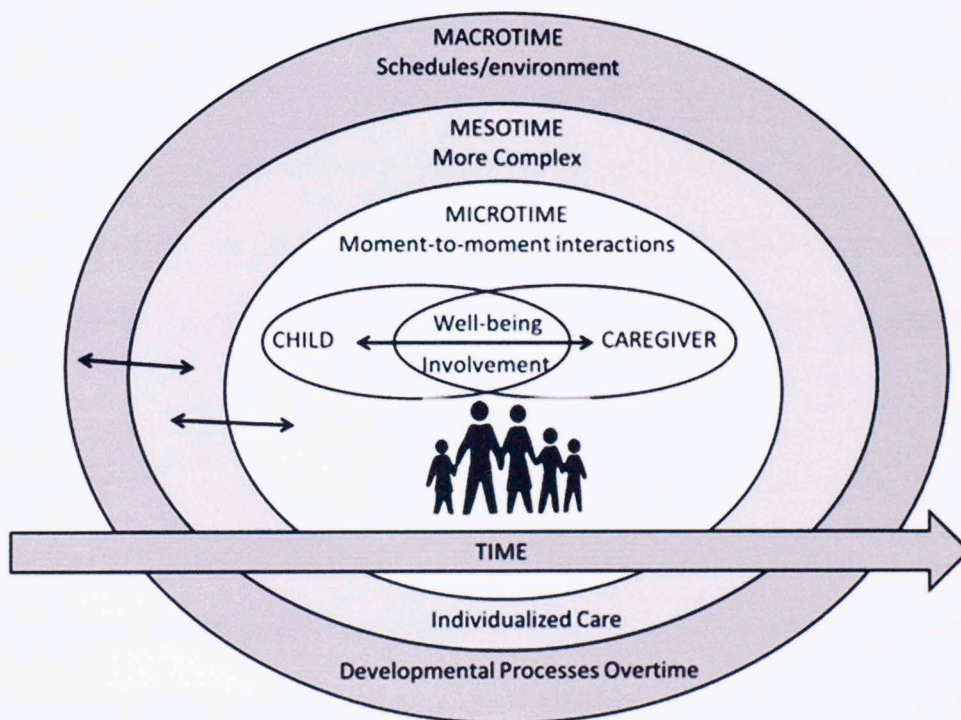 MACROTIME
Schedules/environment
MESOTIME
More Complex
MICROTIME
Moment-to-moment interactions
Well-being
CHILD
CAREGIVER
Involvement
TIME
Individualized Care
Developmental Processes Overtime